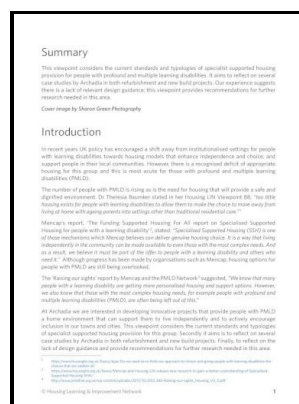 Summary
This viewpoint considers the current standards and typologies of specialist supported housing
provision for people with profound and multiple learning disabilities. It aims to reflect on several
case studies by Archadia in both refurbishment and new build projects. Our experience suggests
there is a lack of relevant design guidance; this viewpoint provides recommendations for further
research needed in this area.
Cover image by Sharon Green Photography
Introduction
In recent years UK policy has encouraged a shift away from institutionalised settings for people
with learning disabilities towards housing models that enhance independence and choice, and
support people in their local communities. However, there is a recognised deficit of appropriate
housing for this group and this is most acute for those with profound and multiple learning
disabilities (PMLD).
The number of people with PMLD is rising as is the need for housing that will provide a safe and
dignified environment. Dr Theresia Bäumker stated in Housing LIN Viewpoint 88, "too little
housing exists for people with learning disabilities to allow them to make the choice to move away from
living at home with ageing parents into settings other than traditional residential care."
Mencap's report, 'The Funding Supported Housing For All report on Specialised Supported
Housing for people with a learning disability', stated: "Specialised Supported Housing (SSH) is one
of those mechanisms which Mencap believes can deliver genuine housing choice. It is a way that living
independently in the community can be made available to even those with the most complex needs. And
as a result, we believe it must be part of the offer to people with a learning disability and others who
need it." Although progress has been made by organisations such as Mencap, housing options for
people with PMLD are still being overlooked.
The 'Raising our sights' report by Mencap and the PMLD Network suggested, "We know that many
people with a learning disability are getting more personalised housing and support options. However,
we also know that those with the most complex housing needs, for example people with profound and
multiple learning disabilities (PMLD), are often being left out of this."
At Archadia we are interested in developing innovative projects that provide people with PMLD
a home environment that can support them to live independently and to actively encourage
inclusion in our towns and cities. This viewpoint considers the current standards and typologies
of specialist supported housing provision for this group. Secondly it aims to reflect on several
case studies by Archadia in both refurbishment and new build projects. Finally, to reflect on the
lack of design guidance and provide recommendations for further research needed in this area.
© Housing Learning & Improvement Network
1